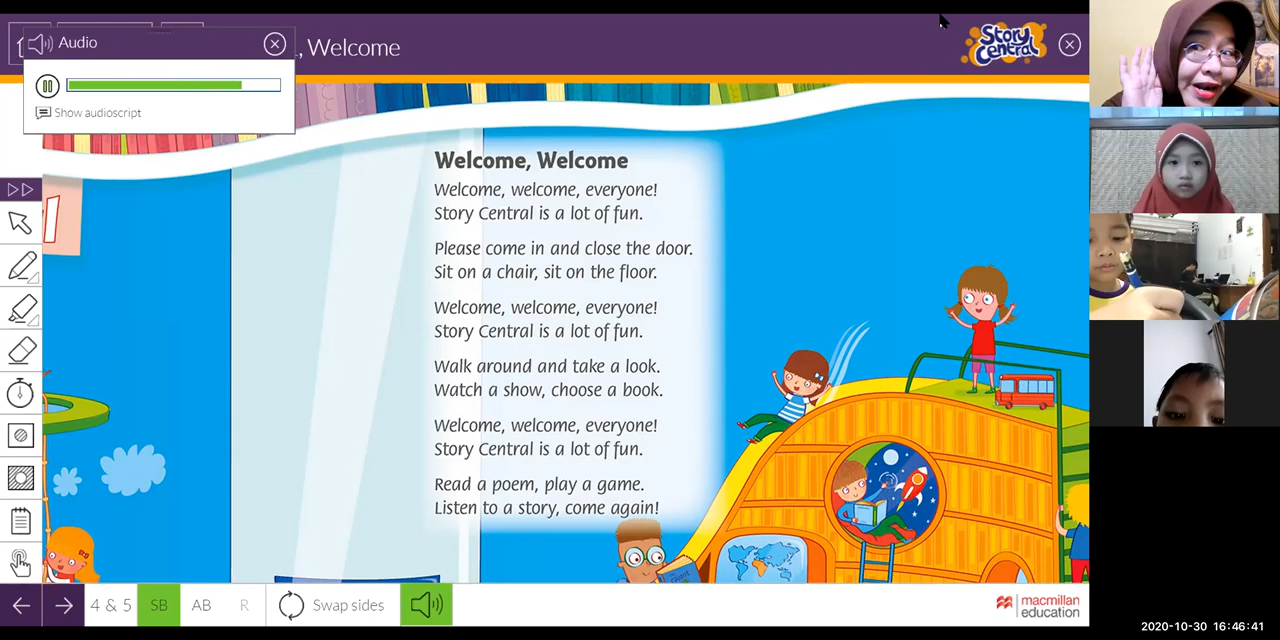 Audio
, Welcome
Story Central
Show audioscript
Welcome, Welcome
Welcome, welcome, everyone!
Story Central is a lot of fun.
Please come in and close the door.
Sit on a chair, sit on the floor.
Welcome, welcome, everyone!
Story Central is a lot of fun.
Walk around and take a look.
Watch a show, choose a book.
Welcome, welcome, everyone!
Story Central is a lot of fun.
Read a poem, play a game.
Listen to a story, come again!
4 & 5
SB
AB
R
Swap sides
macmillan
education
2020-10-30 16:46:41